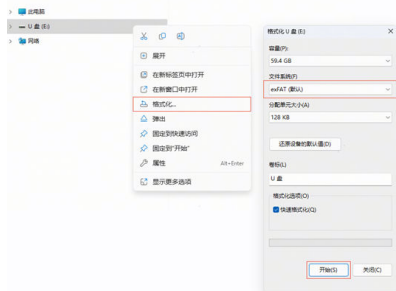 此电脑
U 盘 (E:)
网络
展开
在新标签页中打开
在新窗口中打开
格式化...
弹出
固定到快速访问
固定到"开始"
属性 Alt+Enter
显示更多选项
格式化 U 盘 (E:)
容量(P):
59.4 GB
文件系统(F)
exFAT (默认)
分配单元大小(A)
128 KB
还原设备的默认值(D)
卷标(L)
U 盘
格式化选项(O)
快速格式化(Q)
开始(S) 关闭(C)